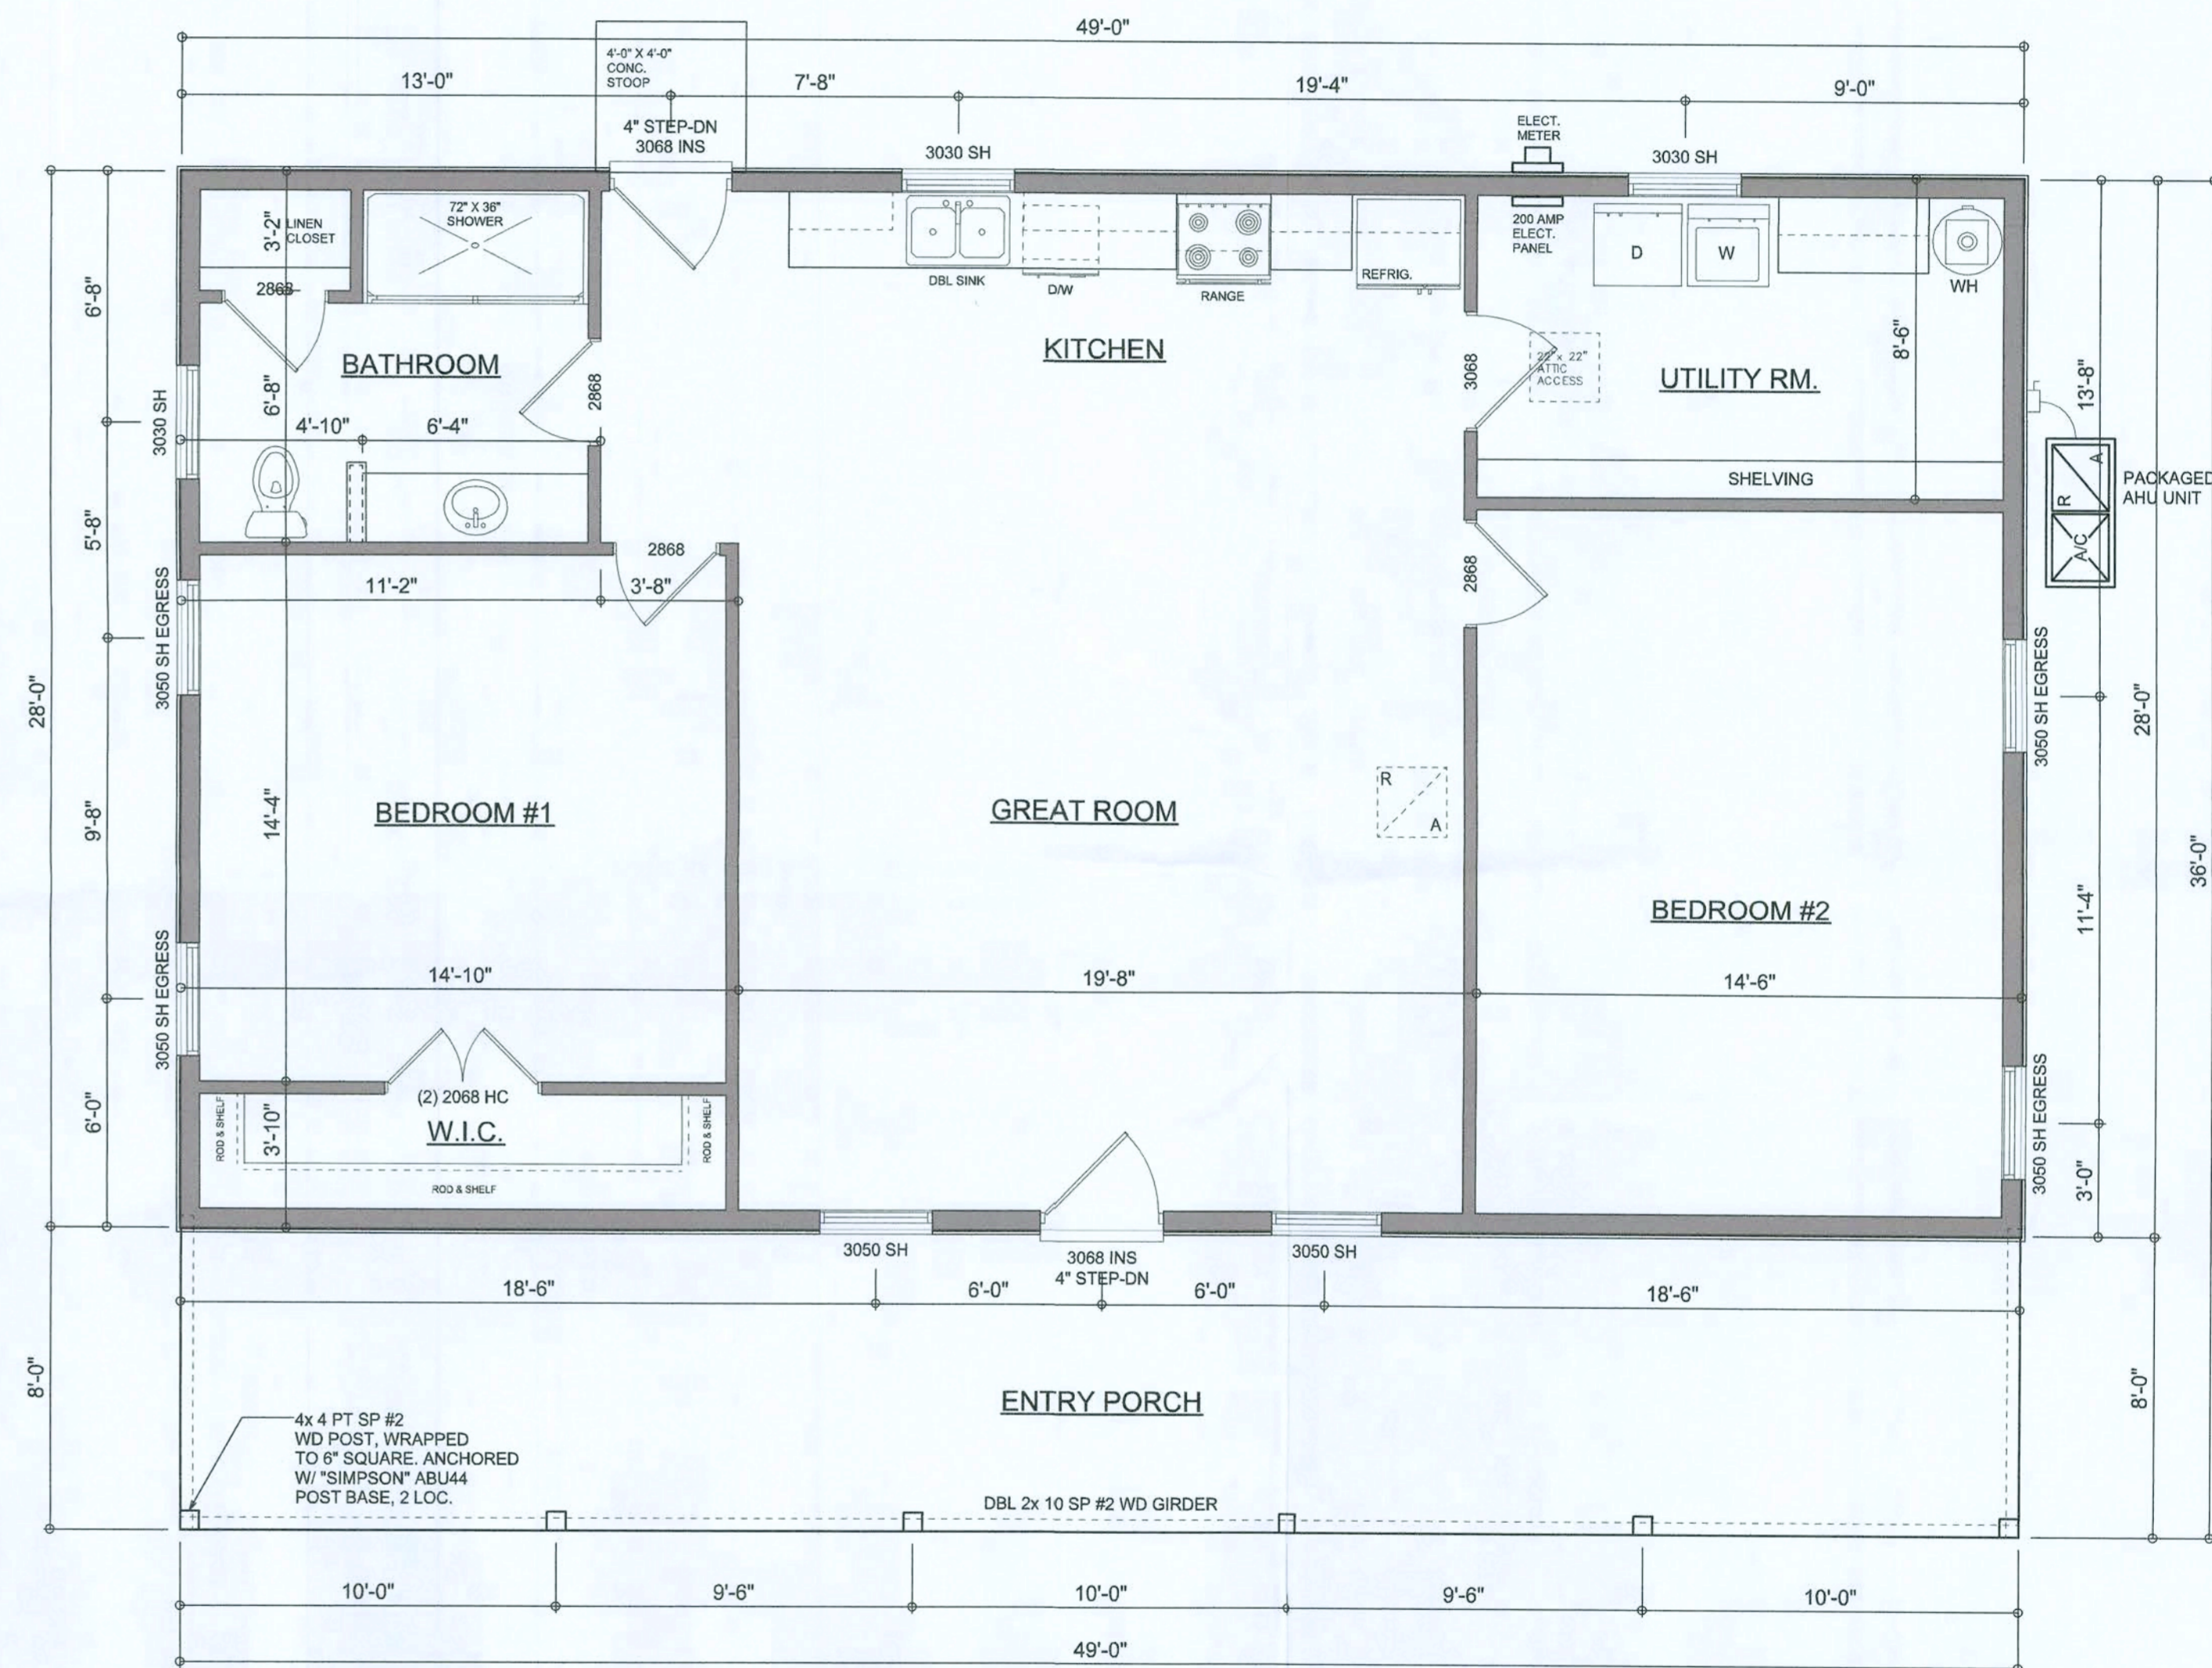 49'-0"
4'-0" X 4'-0"
CONC.
STOOP
13'-0"
7'-8"
19'-4"
9'-0"
4" STEP-DN
3068 INS
3030 SH
ELECT.
METER
3030 SH
72" X 36"
SHOWER
3'-2"
LINEN
CLOSET
2868
200 AMP
ELECT.
PANEL
D
W
WH
DBL SINK
D/W
RANGE
REFRIG.
6'-8"
BATHROOM
6'-8"
2868
KITCHEN
3068
22" x 22"
ATTIC
ACCESS
UTILITY RM.
8'-6"
13'-8"
3030 SH
4'-10"
6'-4"
SHELVING
A
R
A/C
PACKAGED
AHU UNIT
5'-8"
2868
11'-2"
3'-8"
2868
3050 SH EGRESS
3050 SH EGRESS
28'-0"
28'-0"
9'-8"
14'-4"
BEDROOM #1
GREAT ROOM
R
A
BEDROOM #2
11'-4"
36'-0"
3050 SH EGRESS
14'-10"
19'-8"
14'-6"
6'-0"
(2) 2068 HC
W.I.C.
3'-10"
ROD & SHELF
ROD & SHELF
ROD & SHELF
3050 SH EGRESS
3'-0"
3050 SH
3068 INS
4" STEP-DN
3050 SH
18'-6"
6'-0"
6'-0"
18'-6"
8'-0"
8'-0"
ENTRY PORCH
4x 4 PT SP #2
WD POST, WRAPPED
TO 6" SQUARE. ANCHORED
W/ "SIMPSON" ABU44
POST BASE, 2 LOC.
DBL 2x 10 SP #2 WD GIRDER
10'-0"
9'-6"
10'-0"
9'-6"
10'-0"
49'-0"